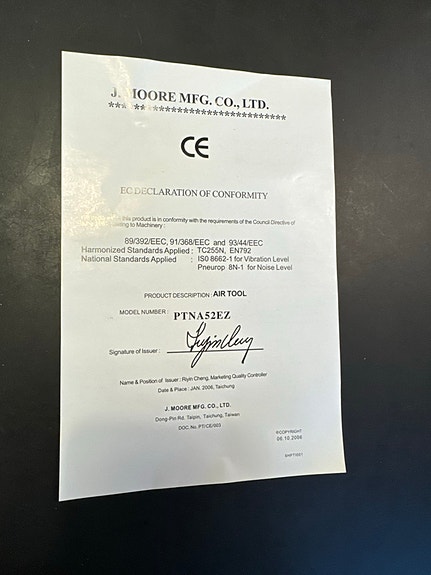 J. MOORE MFG. CO., LTD.
*******************************
CE
EC DECLARATION OF CONFORMITY
this product is in conformity with the requirements of the Council Directive of
relating to Machinery :
89/392/EEC, 91/368/EEC and 93/44/EEC
Harmonized Standards Applied : TC255N, EN792
National Standards Applied : IS0 8662-1 for Vibration Level
Pneurop 8N-1 for Noise Level
PRODUCT DESCRIPTION : AIR TOOL
MODEL NUMBER : PTNA52EZ
Signature of Issuer :
Name & Position of Issuer : Riyin Cheng, Marketing Quality Controller
Date & Place : JAN, 2006, Taichung
J. MOORE MFG. CO., LTD.
Dong-Pin Rd. Taipin, Taichung, Taiwan
DOC.No. PT/CE/003
©COPYRIGHT
06.10.2006